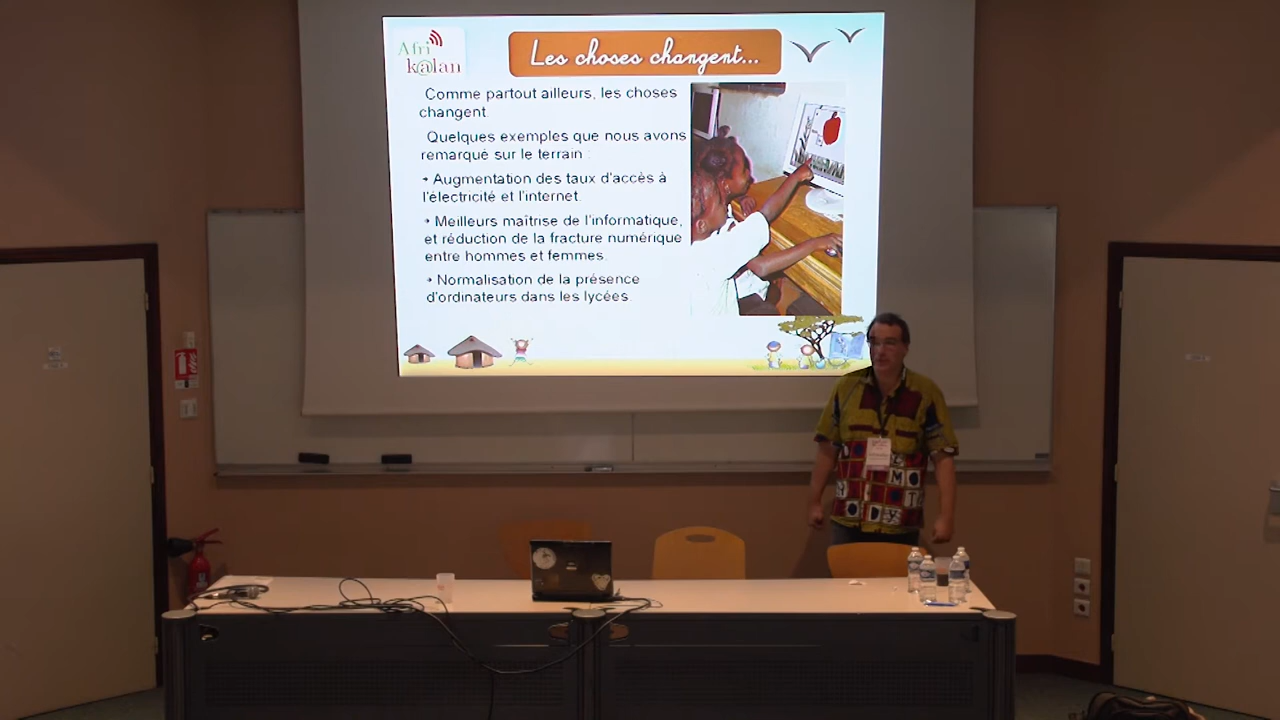 Afri
k@lan
Les choses changent...
Comme partout ailleurs, les choses
changent.
Quelques exemples que nous avons
remarqué sur le terrain :
➔ Augmentation des taux d'accès à
l'électricité et l'internet.
➔ Meilleurs maîtrise de l'informatique,
et réduction de la fracture numérique
entre hommes et femmes.
➔ Normalisation de la présence
d'ordinateurs dans les lycées.